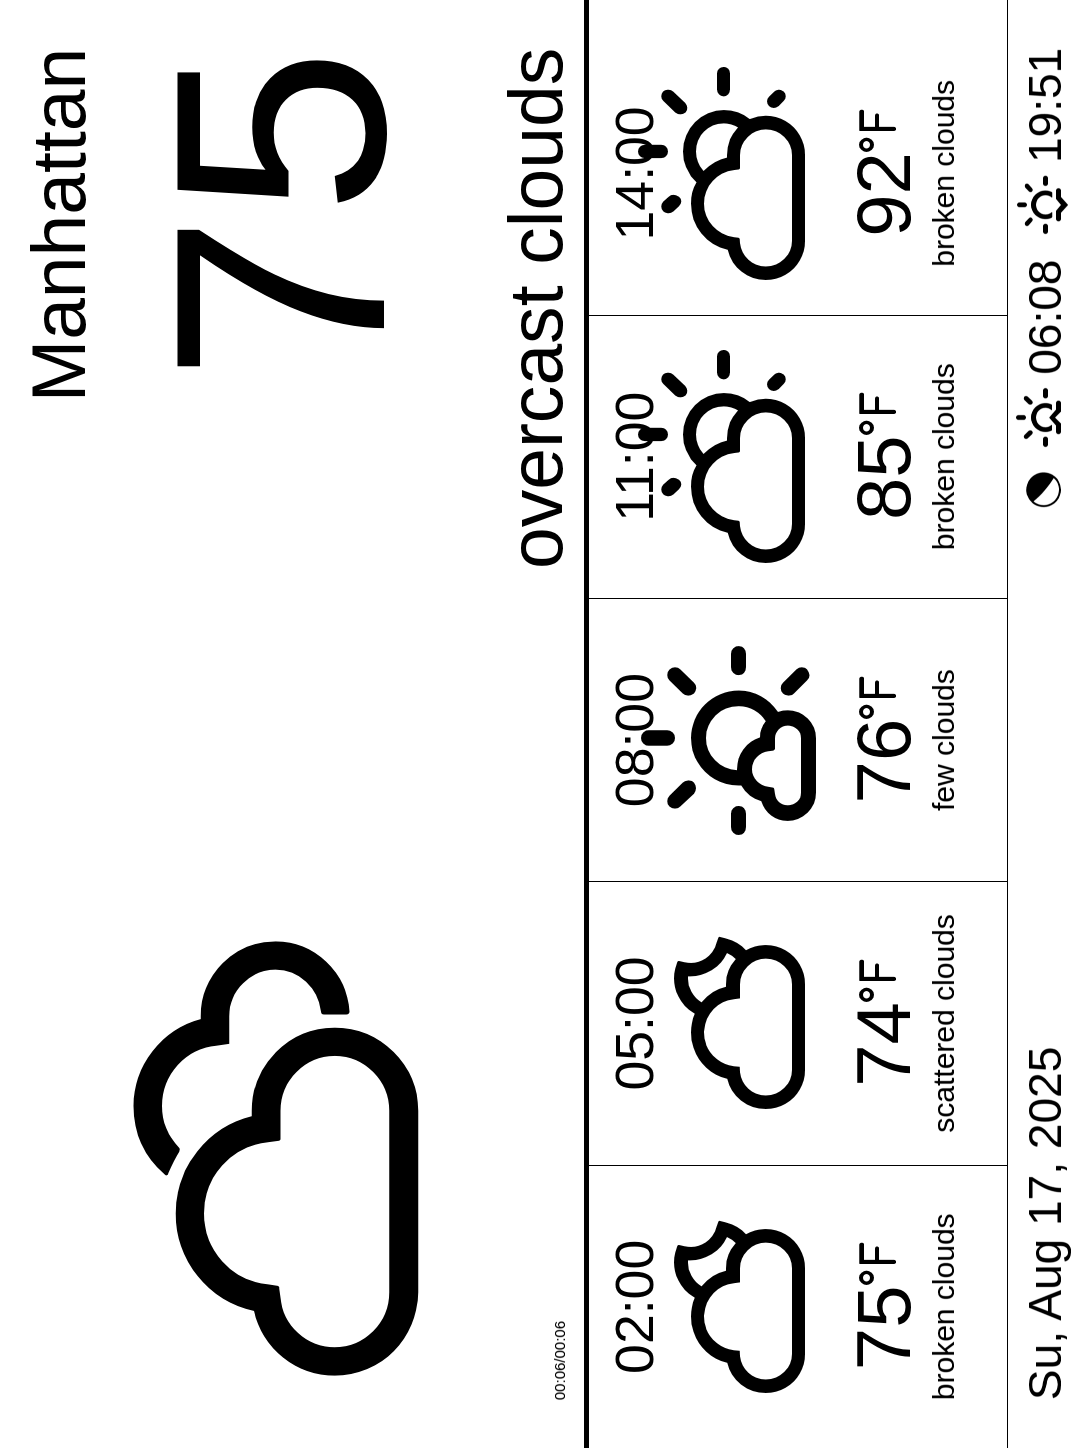 Manhattan
75
overcast clouds
00:06/00:06
02:00
75°F
broken clouds
05:00
74°F
scattered clouds
08:00
76°F
few clouds
11:00
85°F
broken clouds
14:00
92°F
broken clouds
Su, Aug 17, 2025
06:08
19:51